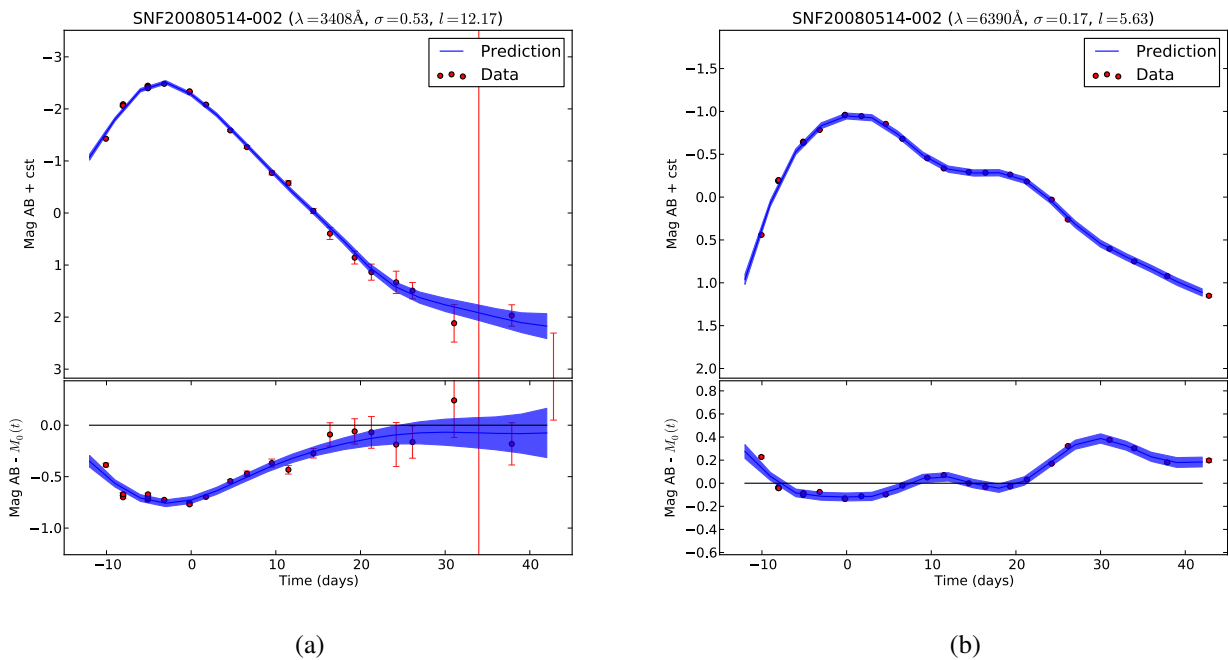 SNF20080514-002 (λ=3408Å, σ=0.53, l=12.17)
Prediction
Data
Mag AB + cst
−3
−2
−1
0
1
2
3
Mag AB - M₀(t)
0.0
−0.5
−1.0
−10 0 10 20 30 40
Time (days)
(a)
SNF20080514-002 (λ=6390Å, σ=0.17, l=5.63)
Prediction
Data
Mag AB + cst
−1.5
−1.0
−0.5
0.0
0.5
1.0
1.5
2.0
Mag AB - M₀(t)
0.8
0.6
0.4
0.2
0.0
−0.2
−0.4
−0.6
−10 0 10 20 30 40
Time (days)
(b)